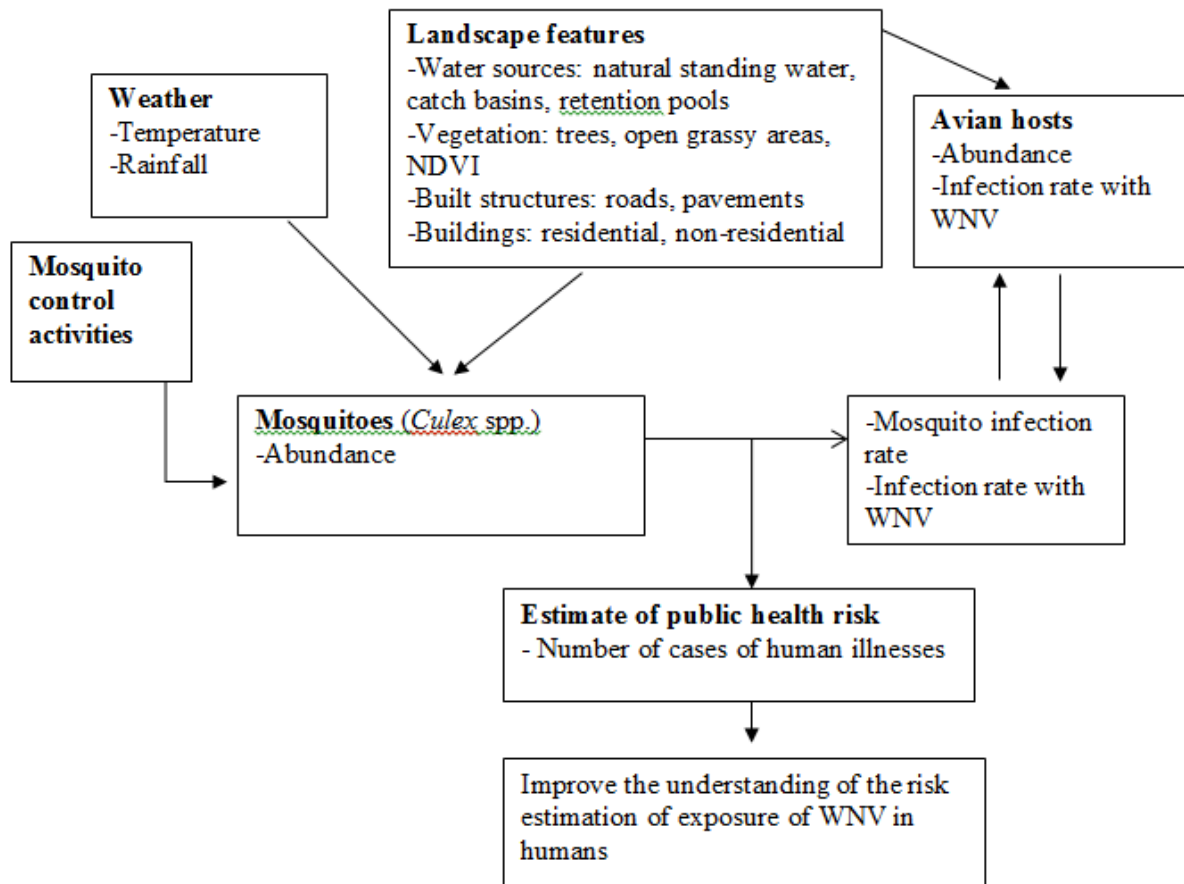 Landscape features
-Water sources: natural standing water,
catch basins, retention pools
-Vegetation: trees, open grassy areas,
NDVI
-Built structures: roads, pavements
-Buildings: residential, non-residential
Weather
-Temperature
-Rainfall
Avian hosts
-Abundance
-Infection rate with
WNV
Mosquito
control
activities
Mosquitoes (Culex spp.)
-Abundance
-Mosquito infection
rate
-Infection rate with
WNV
Estimate of public health risk
- Number of cases of human illnesses
Improve the understanding of the risk
estimation of exposure of WNV in
humans